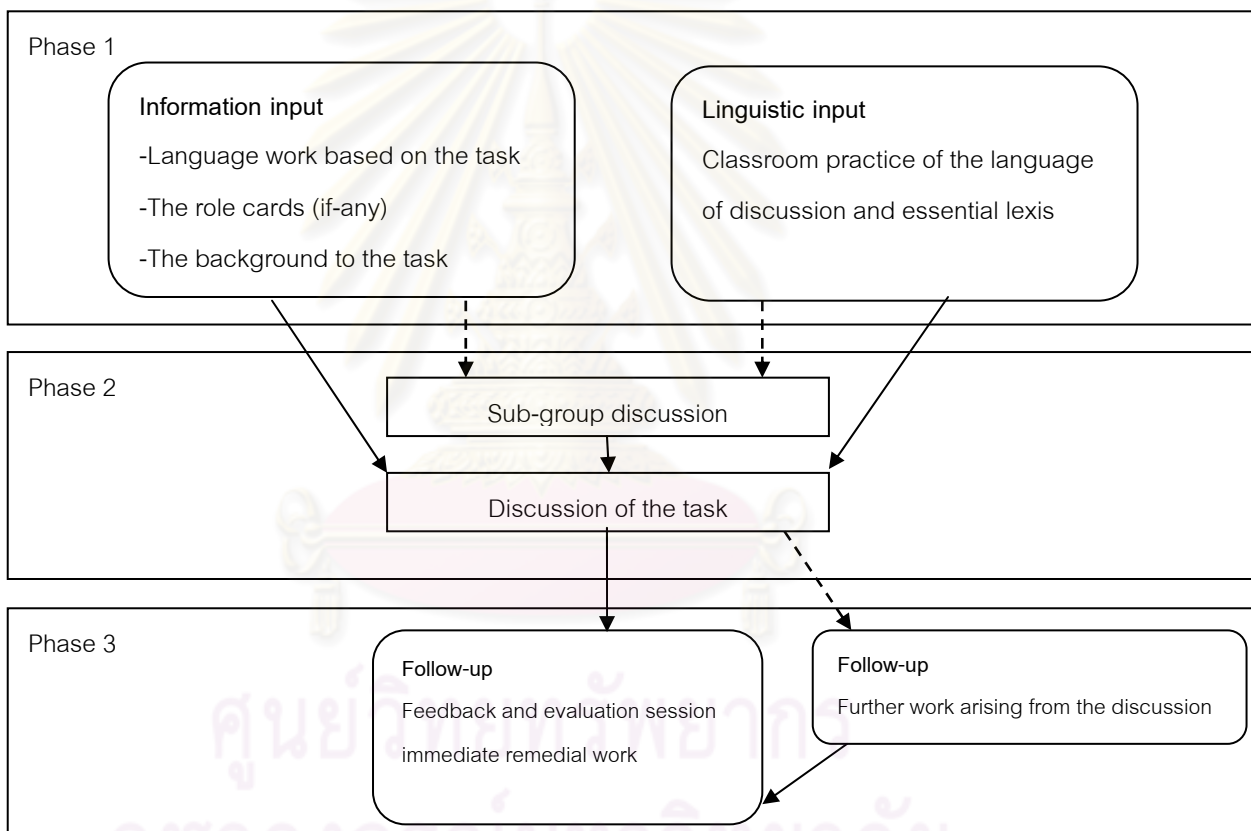 Phase 1
Information input
-Language work based on the task
-The role cards (if-any)
-The background to the task
Linguistic input
Classroom practice of the language
of discussion and essential lexis
Phase 2
Sub-group discussion
Discussion of the task
Phase 3
Follow-up
Feedback and evaluation session
immediate remedial work
Follow-up
Further work arising from the discussion
ศูนย์วิทยทรัพยากร